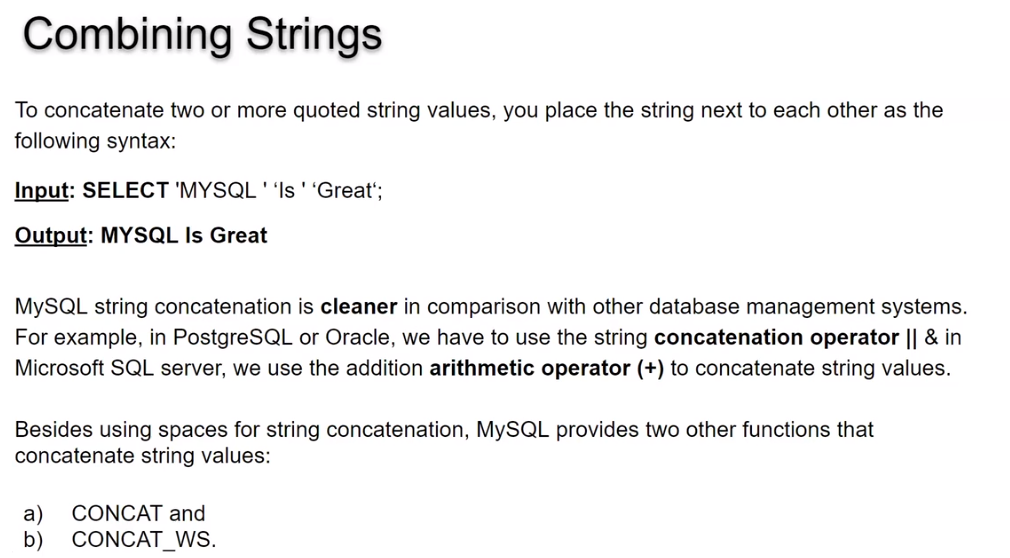 Combining Strings
To concatenate two or more quoted string values, you place the string next to each other as the
following syntax:
Input: SELECT 'MYSQL ' ‘Is ' ‘Great‘;
Output: MYSQL Is Great
MySQL string concatenation is cleaner in comparison with other database management systems.
For example, in PostgreSQL or Oracle, we have to use the string concatenation operator || & in
Microsoft SQL server, we use the addition arithmetic operator (+) to concatenate string values.
Besides using spaces for string concatenation, MySQL provides two other functions that
concatenate string values:
a) CONCAT and
b) CONCAT_WS.